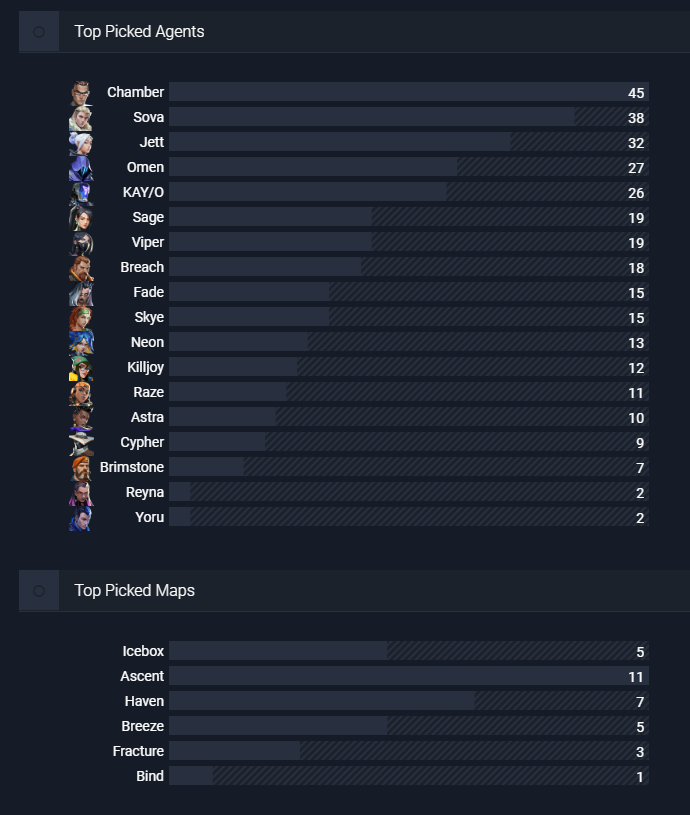 Top Picked Agents
Chamber 45
Sova 38
Jett 32
Omen 27
KAY/O 26
Sage 19
Viper 19
Breach 18
Fade 15
Skye 15
Neon 13
Killjoy 12
Raze 11
Astra 10
Cypher 9
Brimstone 7
Reyna 2
Yoru 2
Top Picked Maps
Icebox 5
Ascent 11
Haven 7
Breeze 5
Fracture 3
Bind 1